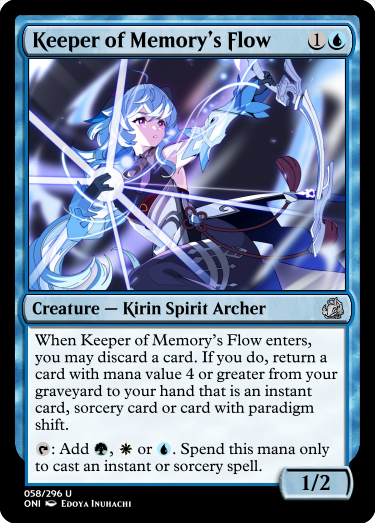 Keeper of Memory's Flow 1
Creature — Kirin Spirit Archer
When Keeper of Memory's Flow enters,
you may discard a card. If you do, return a
card with mana value 4 or greater from your
graveyard to your hand that is an instant
card, sorcery card or card with paradigm
shift.
: Add , or . Spend this mana only
to cast an instant or sorcery spell.
1/2
058/296 U
ONI Edoya Inuhachi